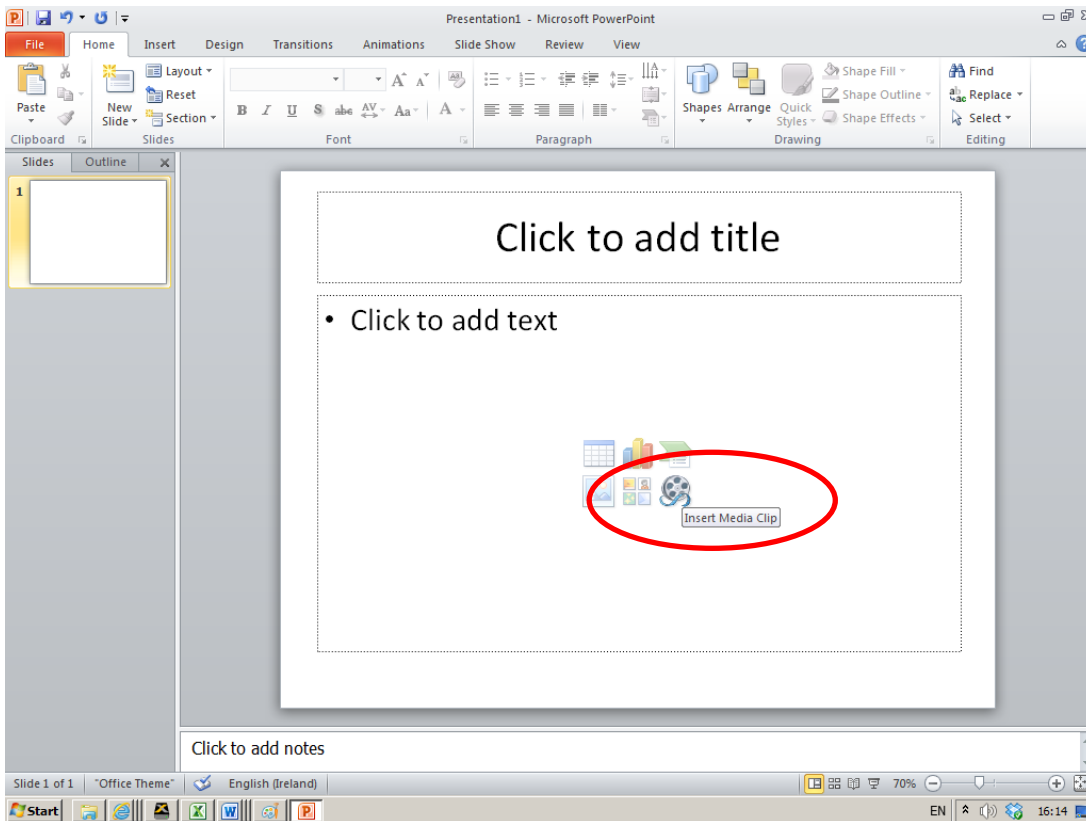 Presentation1 - Microsoft PowerPoint
File Home Insert Design Transitions Animations Slide Show Review View
Paste
New Slide
Layout
Reset
Section
B I U S abc AV Aa A
A A
Shapes Arrange Quick Styles
Shape Fill
Shape Outline
Shape Effects
Find
Replace
Select
Clipboard Slides Font Paragraph Drawing Editing
Slides Outline
1
Click to add title
• Click to add text
Insert Media Clip
Click to add notes
Slide 1 of 1 "Office Theme" English (Ireland) 70%
Start EN 16:14